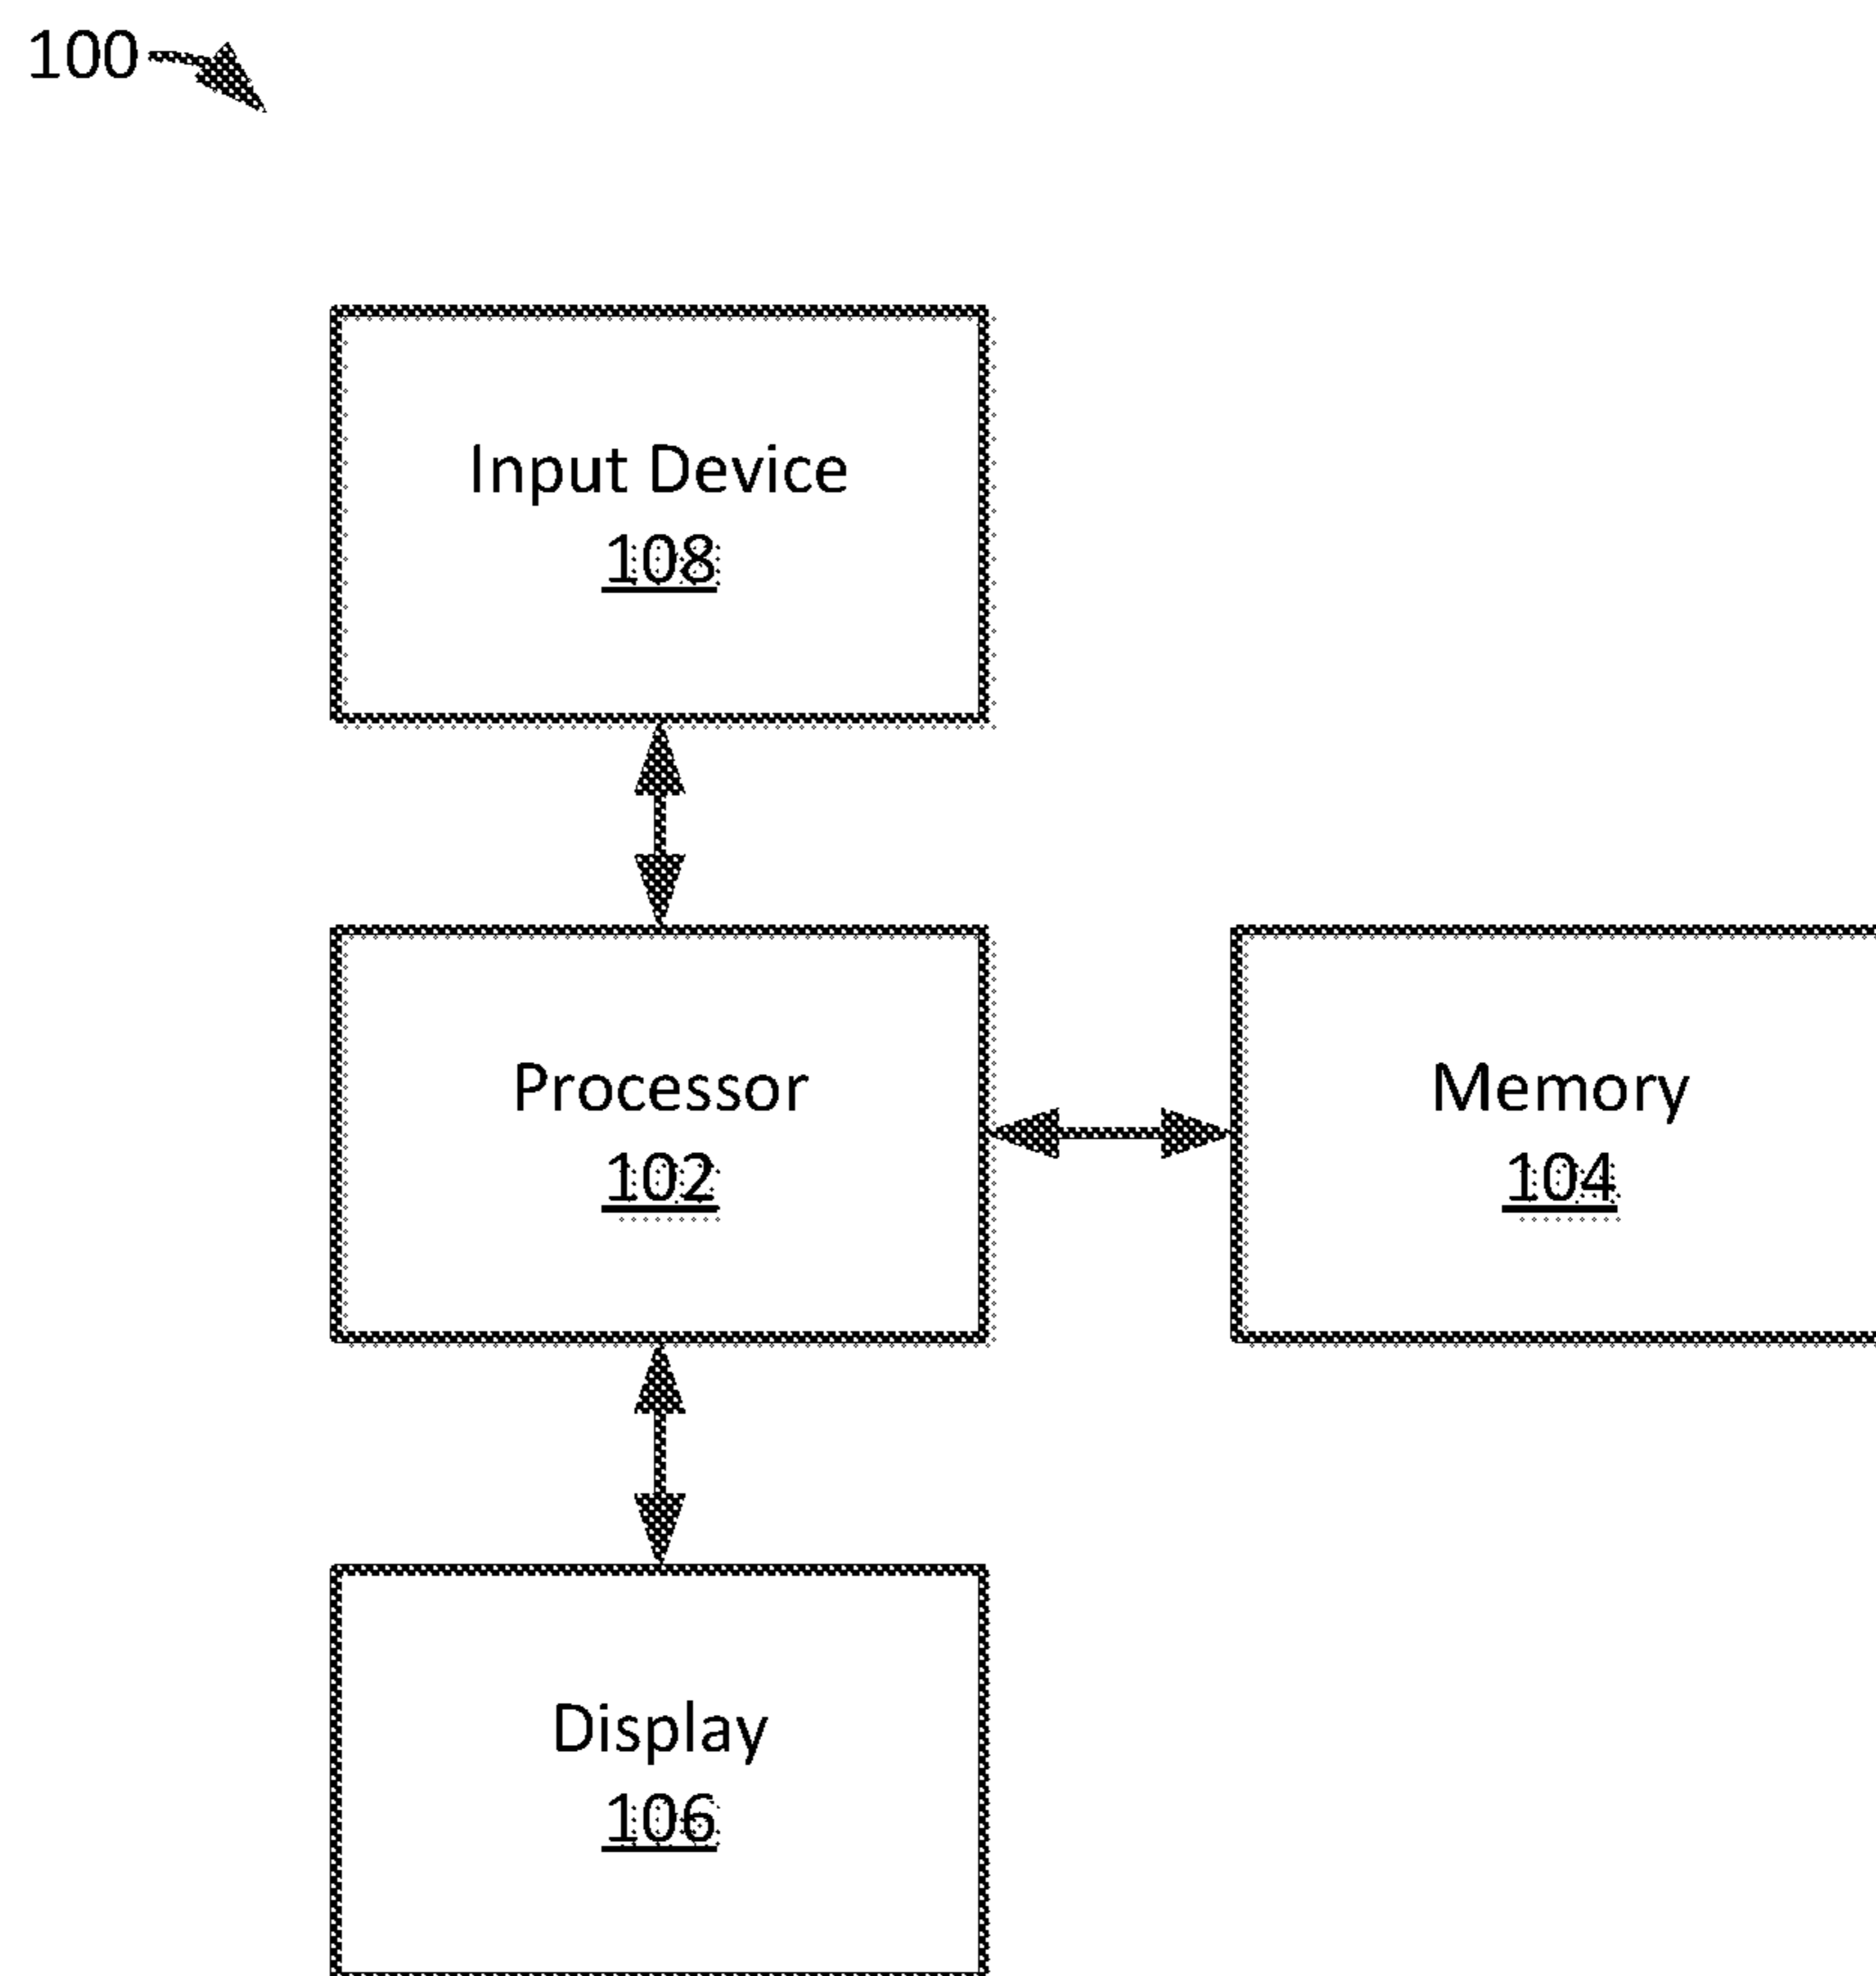 100
Input Device
108
Processor
102
Memory
104
Display
106